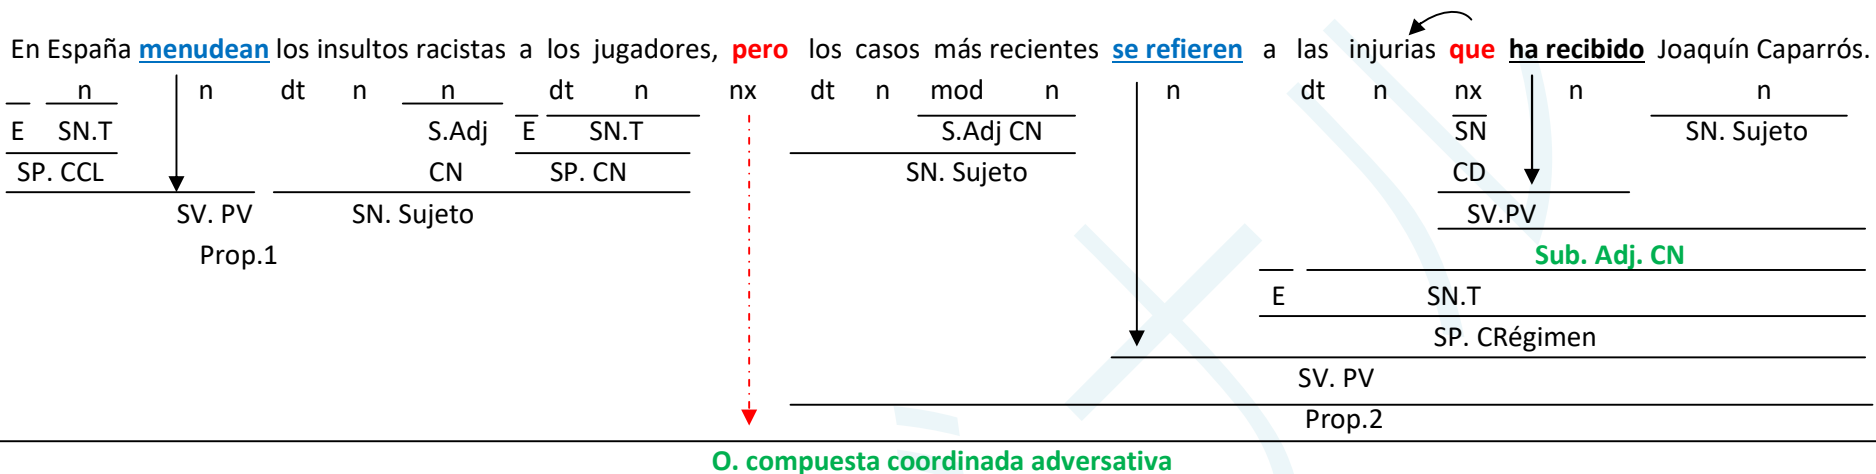 En España menudean los insultos racistas a los jugadores, pero los casos más recientes se refieren a las injurias que ha recibido Joaquín Caparrós.
n n dt n n dt n nx dt n mod n n dt n nx n n
E SN.T S.Adj E SN.T S.Adj CN SN SN. Sujeto
SP. CCL CN SP. CN SN. Sujeto CD
SV. PV SN. Sujeto SV.PV
Prop.1 Sub. Adj. CN
E SN.T
SP. CRégimen
SV. PV
Prop.2
O. compuesta coordinada adversativa